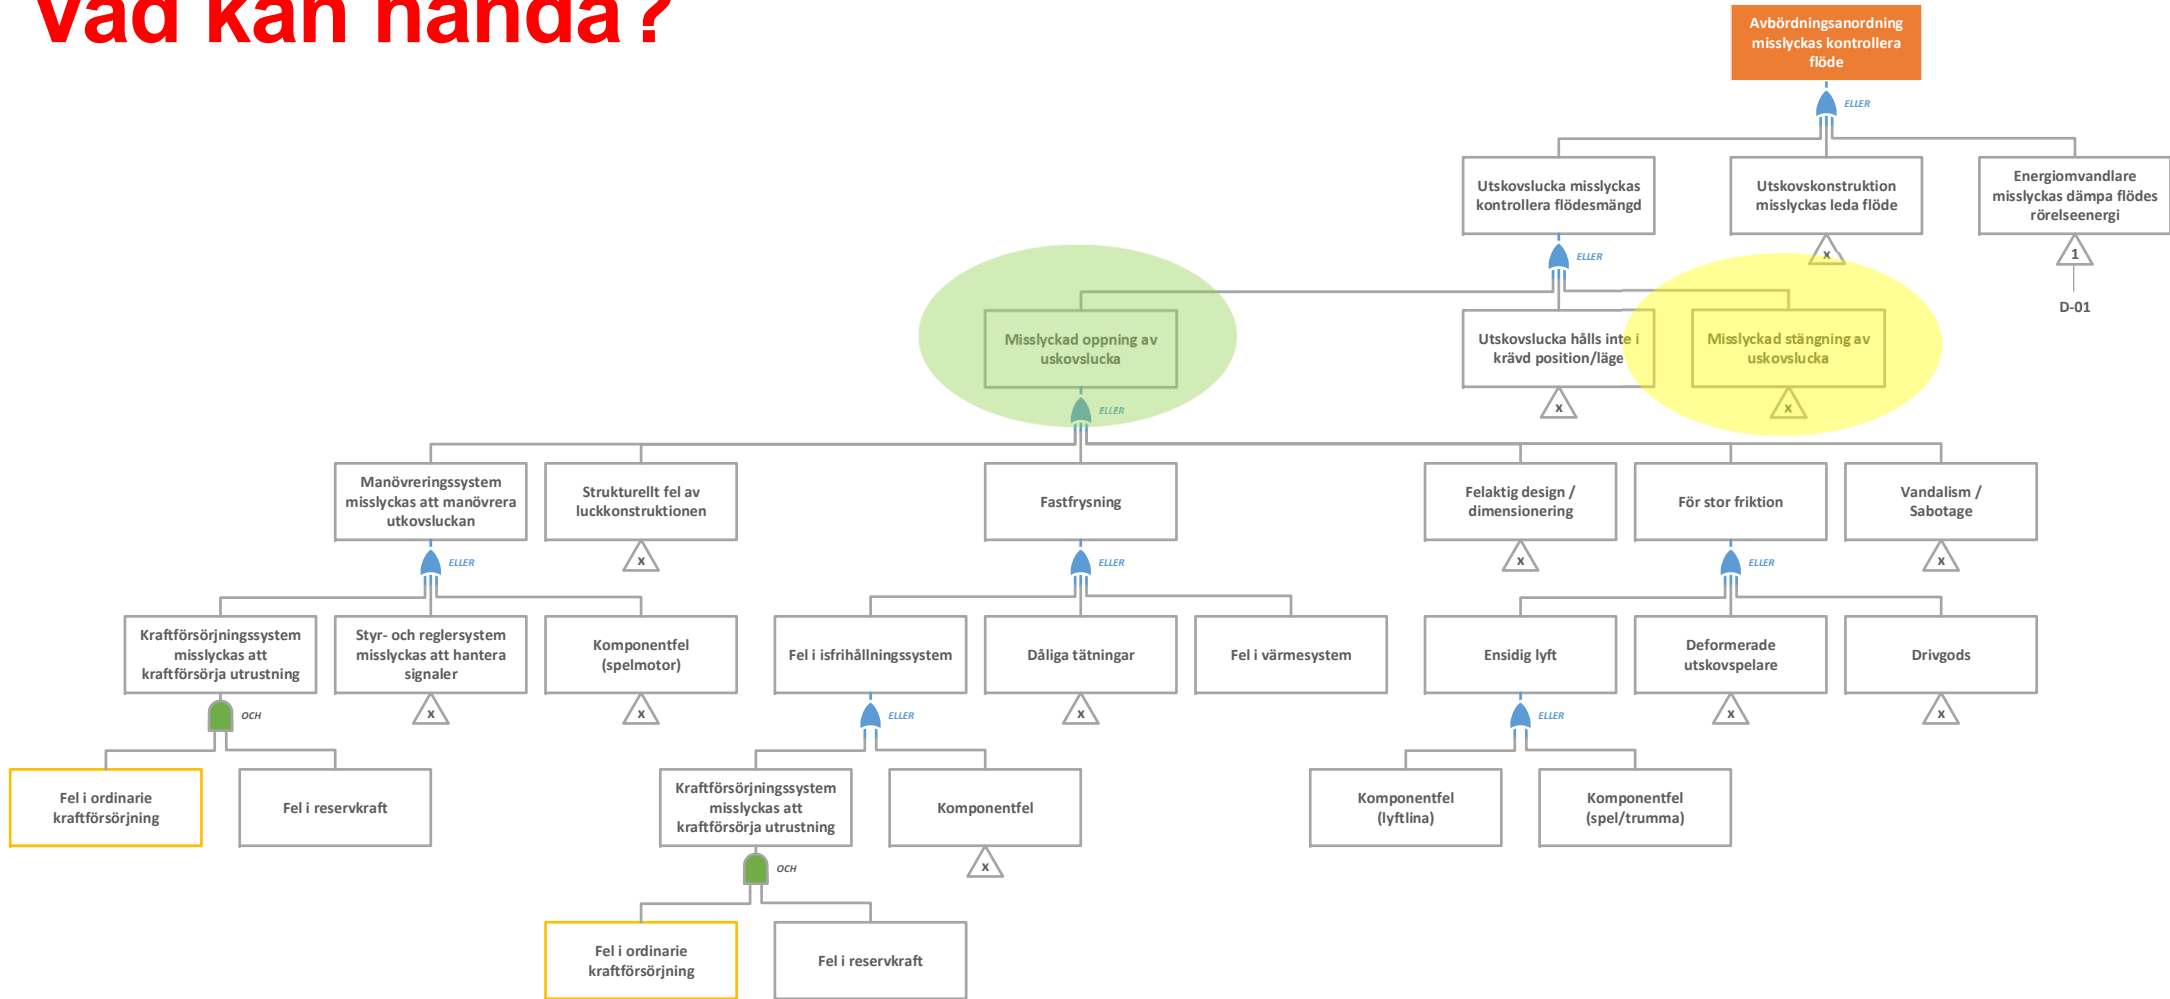 Vad kan hända?
Avbördningsanordning
misslyckas kontrollera
flöde
ELLER
Utskovslucka misslyckas
kontrollera flödesmängd
Utskovskonstruktion
misslyckas leda flöde
Energiomvandlare
misslyckas dämpa flödes
rörelseenergi
ELLER
x
1
D-01
Misslyckad öppning av
uskovslucka
Utskovslucka hålls inte i
krävd position/läge
Misslyckad stängning av
uskovslucka
ELLER
x
x
Manövreringssystem
misslyckas att manövrera
utkovsluckan
Strukturellt fel av
luckkonstruktionen
Fastfrysning
Felaktig design /
dimensionering
För stor friktion
Vandalism /
Sabotage
ELLER
x
ELLER
x
ELLER
x
Kraftförsörjningssystem
misslyckas att
kraftförsörja utrustning
Styr- och reglersystem
misslyckas att hantera
signaler
Komponentfel
(spelmotor)
Fel i isfrihållningssystem
Dåliga tätningar
Fel i värmesystem
Ensidig lyft
Deformerade
utskovspelare
Drivgods
OCH
x
x
ELLER
x
ELLER
x
x
Fel i ordinarie
kraftförsörjning
Fel i reservkraft
Kraftförsörjningssystem
misslyckas att
kraftförsörja utrustning
Komponentfel
Komponentfel
(lyftlina)
Komponentfel
(spel/trumma)
OCH
x
Fel i ordinarie
kraftförsörjning
Fel i reservkraft